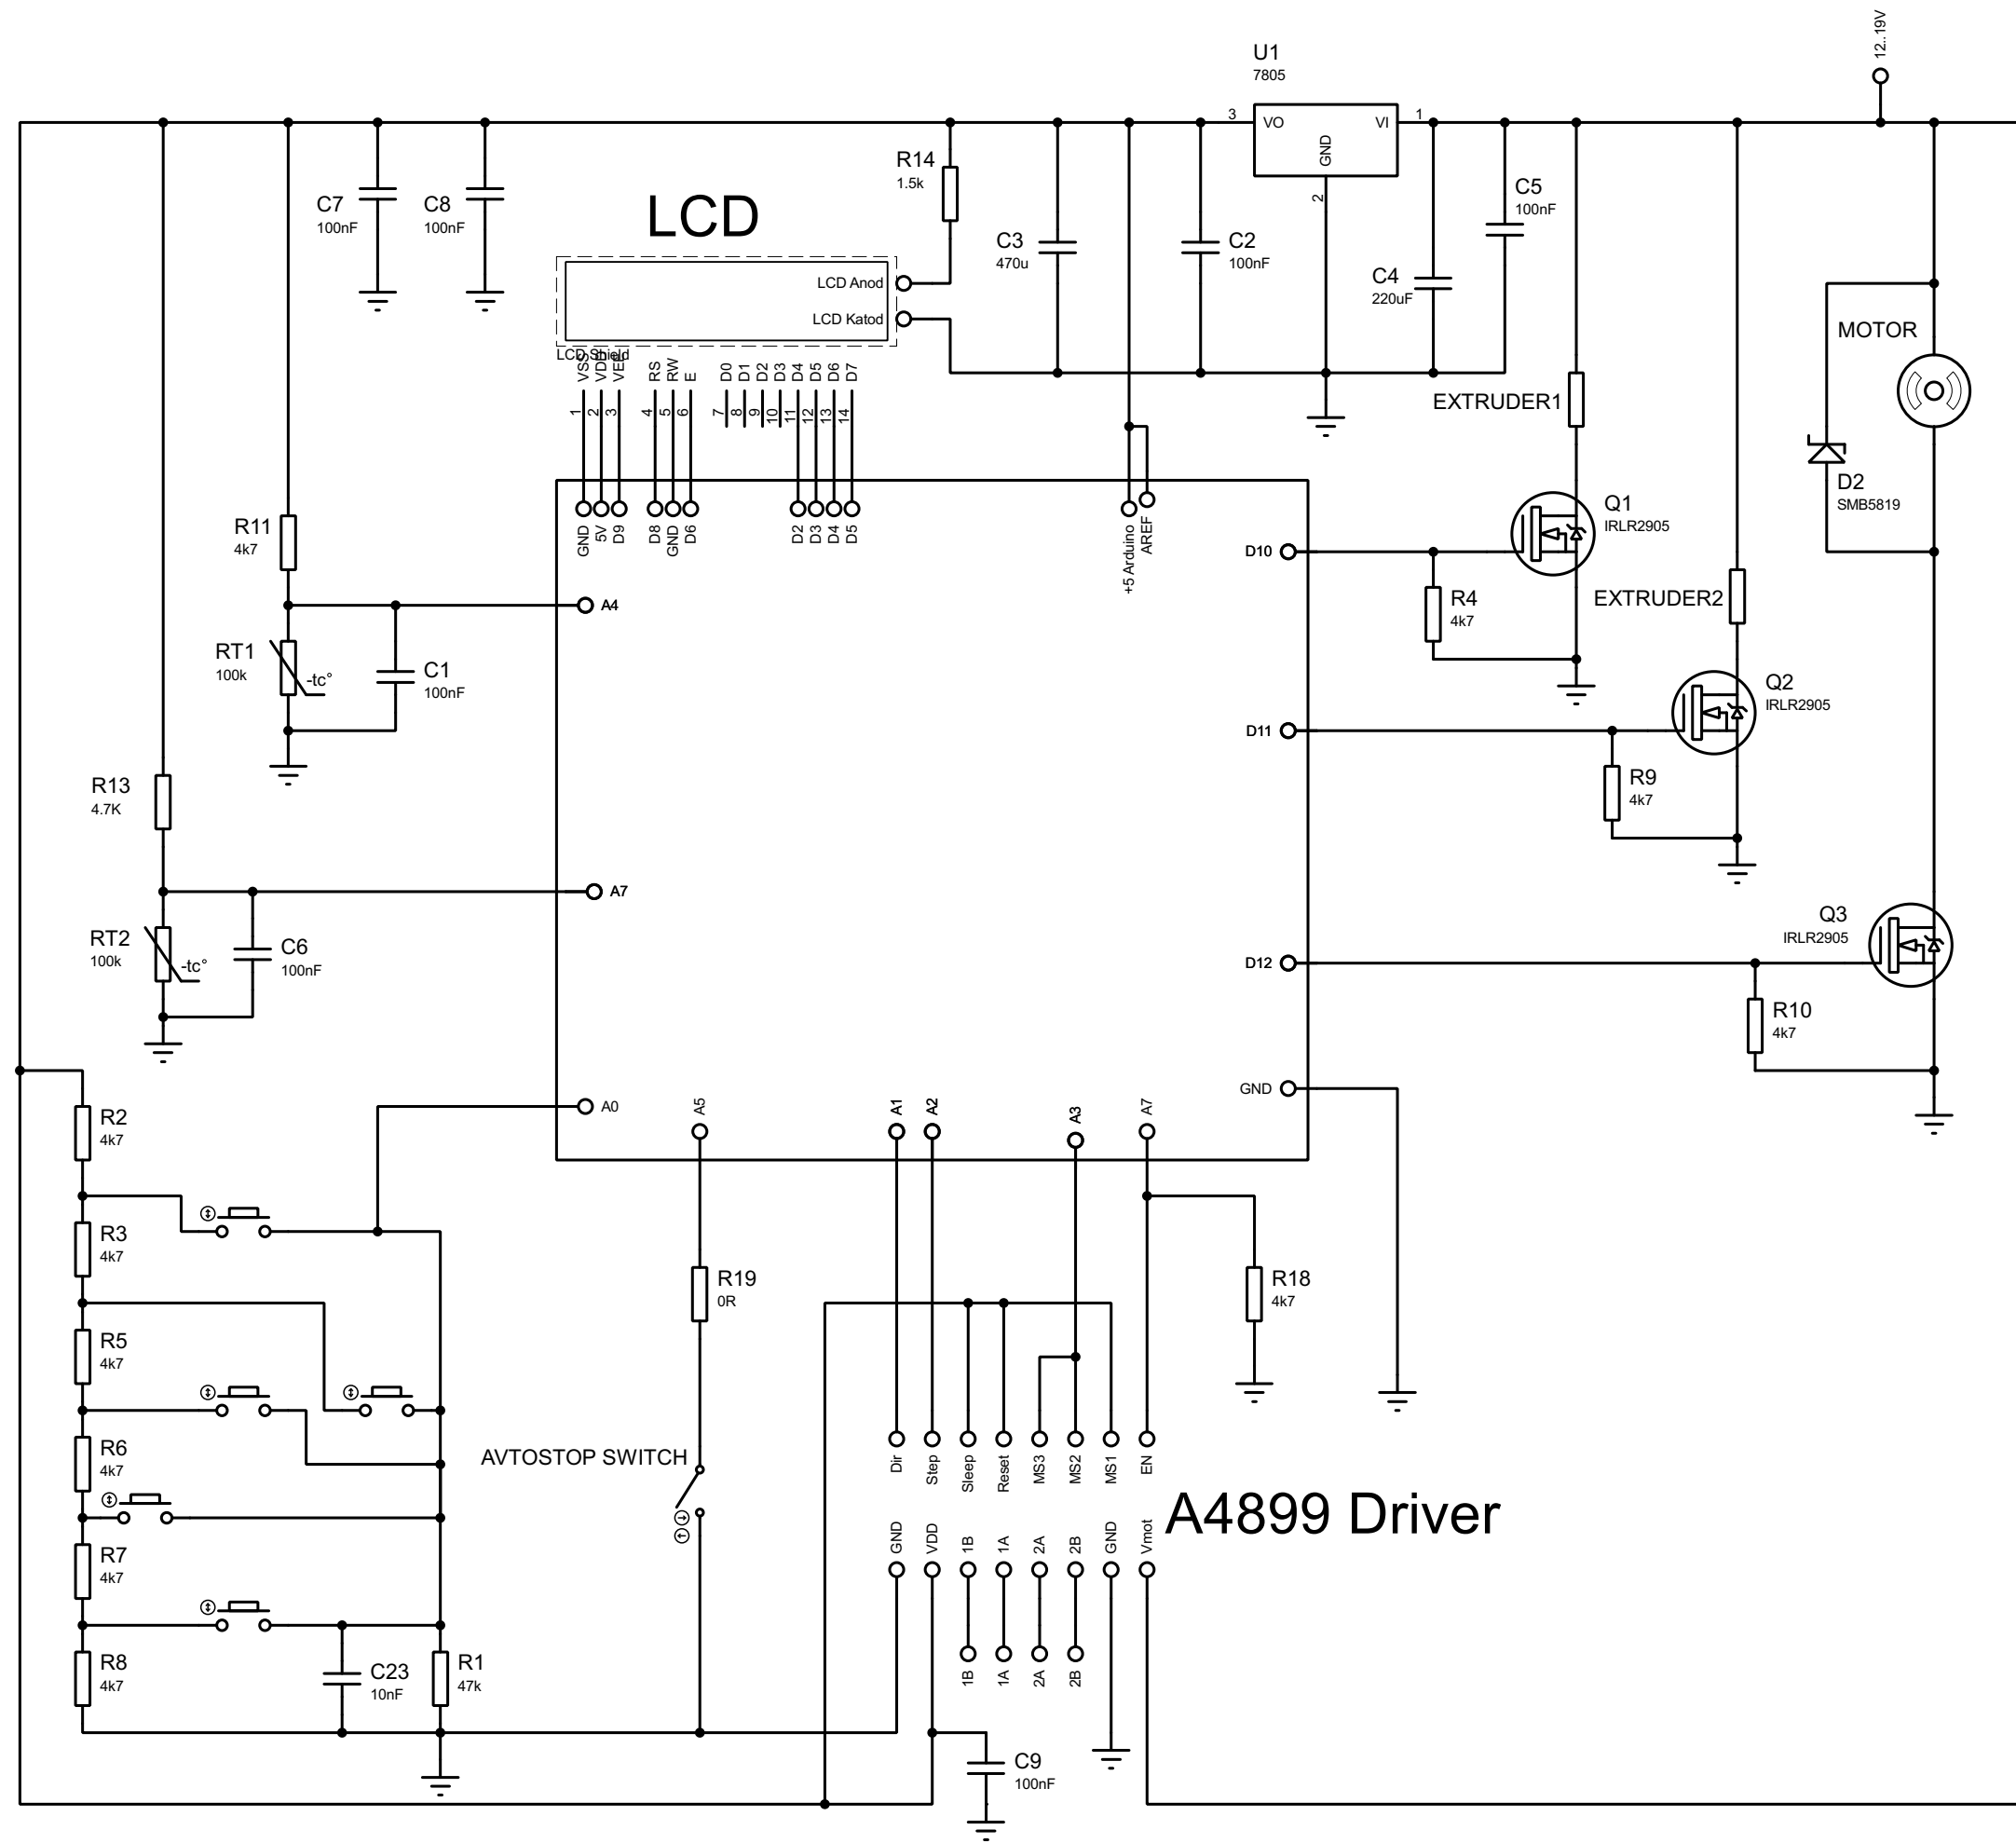 12..19V
U1
7805
3
VO
VI
1
GND
2
R14
1.5k
C7
100nF
C8
100nF
LCD
C3
470u
C2
100nF
C5
100nF
C4
220uF
LCD Anod
LCD Katod
LCD Shield
VSS
VDD
VEE
RS
RW
E
D0
D1
D2
D3
D4
D5
D6
D7
1
2
3
4
5
6
7
8
9
10
11
12
13
14
MOTOR
EXTRUDER1
D2
SMB5819
Q1
IRLR2905
GND
5V
D9
D8
GND
D6
D2
D3
D4
D5
+5 Arduino
AREF
R11
4k7
D10
A4
R4
4k7
EXTRUDER2
RT1
100k
-tc°
C1
100nF
Q2
IRLR2905
D11
R13
4.7K
R9
4k7
A7
Q3
IRLR2905
RT2
100k
-tc°
C6
100nF
D12
R10
4k7
GND
A0
A5
A1
A2
A3
A7
R2
4k7
R3
4k7
R19
0R
R18
4k7
R5
4k7
R6
4k7
AVTOSTOP SWITCH
Dir
Step
Sleep
Reset
MS3
MS2
MS1
EN
A4899 Driver
GND
VDD
1B
1A
2A
2B
GND
Vmot
R7
4k7
R8
4k7
C23
10nF
R1
47k
1B
1A
2A
2B
C9
100nF